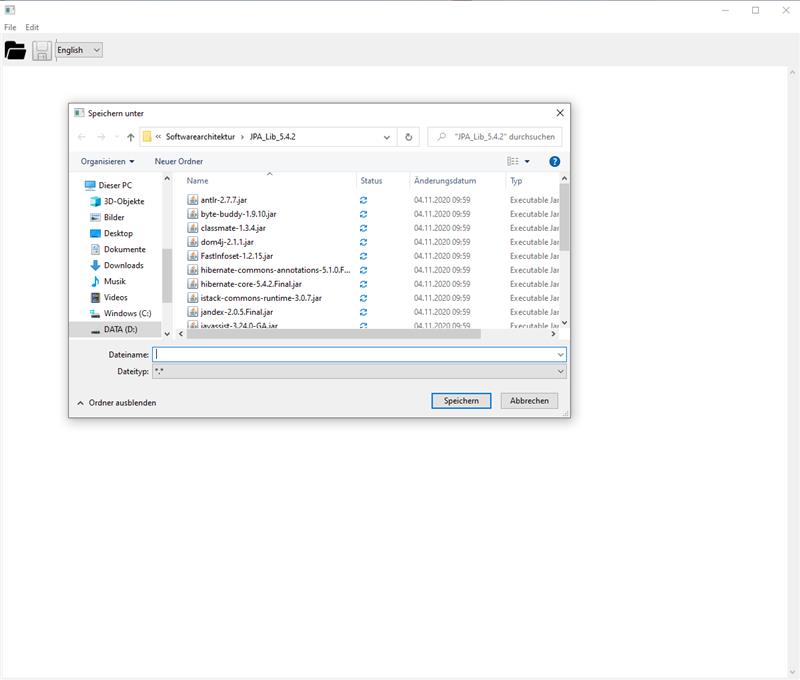 File Edit
English
Speichern unter
« Softwarearchitektur › JPA_Lib_5.4.2
"JPA_Lib_5.4.2" durchsuchen
Organisieren Neuer Ordner
Dieser PC
3D-Objekte
Bilder
Desktop
Dokumente
Downloads
Musik
Videos
Windows (C:)
DATA (D:)
Name Status Änderungsdatum Typ
antlr-2.7.7.jar 04.11.2020 09:59 Executable Jar
byte-buddy-1.9.10.jar 04.11.2020 09:59 Executable Jar
classmate-1.3.4.jar 04.11.2020 09:59 Executable Jar
dom4j-2.1.1.jar 04.11.2020 09:59 Executable Jar
FastInfoset-1.2.15.jar 04.11.2020 09:59 Executable Jar
hibernate-commons-annotations-5.1.0.F... 04.11.2020 09:59 Executable Jar
hibernate-core-5.4.2.Final.jar 04.11.2020 09:59 Executable Jar
istack-commons-runtime-3.0.7.jar 04.11.2020 09:59 Executable Jar
jandex-2.0.5.Final.jar 04.11.2020 09:59 Executable Jar
javassist-3.24.0-GA.jar 04.11.2020 09:59 Executable Jar
Dateiname:
Dateityp: *.*
Ordner ausblenden
Speichern Abbrechen